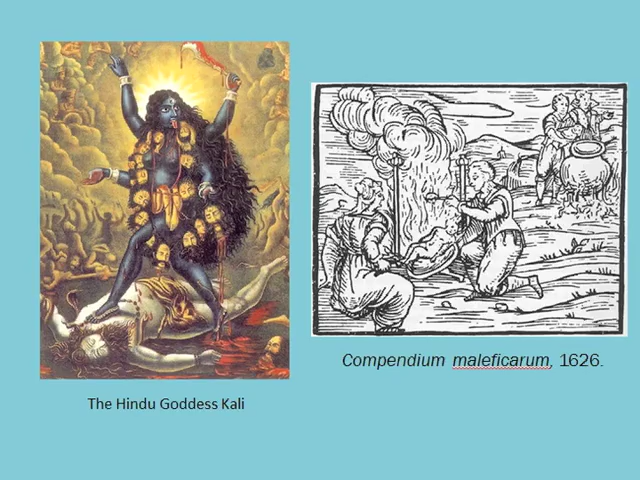 Compendium maleficarum, 1626.
The Hindu Goddess Kali